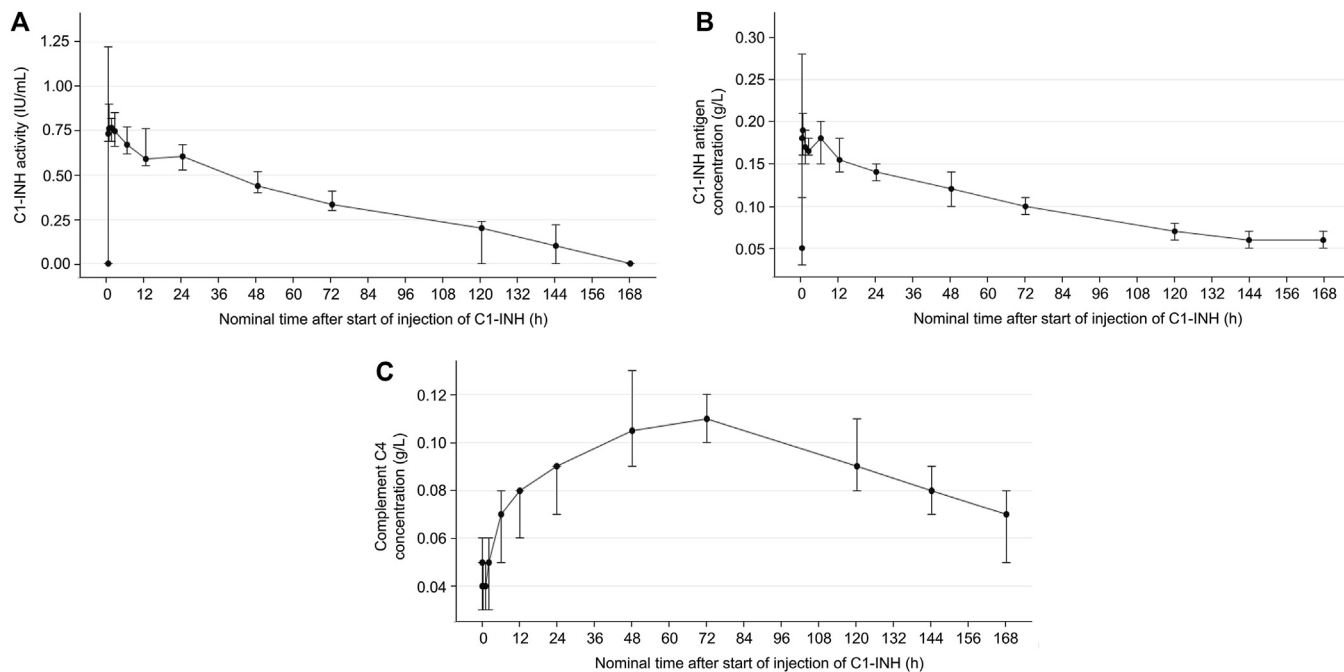 A
C1-INH activity (IU/mL)
1.25
1.00
0.75
0.50
0.25
0.00
0 12 24 36 48 60 72 84 96 108 120 132 144 156 168
Nominal time after start of injection of C1-INH (h)
B
C1-INH antigen
concentration (g/L)
0.30
0.25
0.20
0.15
0.10
0.05
0 12 24 36 48 60 72 84 96 108 120 132 144 156 168
Nominal time after start of injection of C1-INH (h)
C
Complement C4
concentration (g/L)
0.12
0.10
0.08
0.06
0.04
0 12 24 36 48 60 72 84 96 108 120 132 144 156 168
Nominal time after start of injection of C1-INH (h)